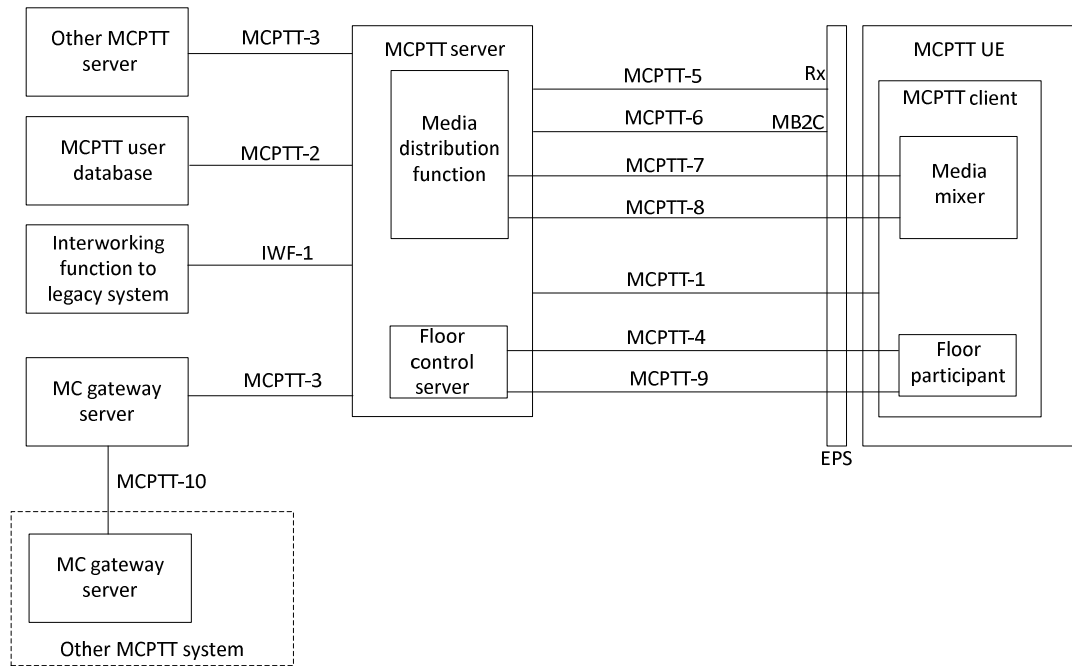 Other MCPTT
server
MCPTT-3
MCPTT user
database
MCPTT-2
Interworking
function to
legacy system
IWF-1
MC gateway
server
MCPTT-3
MCPTT-10
MC gateway
server
Other MCPTT system
MCPTT server
Media
distribution
function
Floor
control
server
MCPTT-5
Rx
MCPTT-6
MB2C
MCPTT-7
MCPTT-8
MCPTT-1
MCPTT-4
MCPTT-9
EPS
MCPTT UE
MCPTT client
Media
mixer
Floor
participant